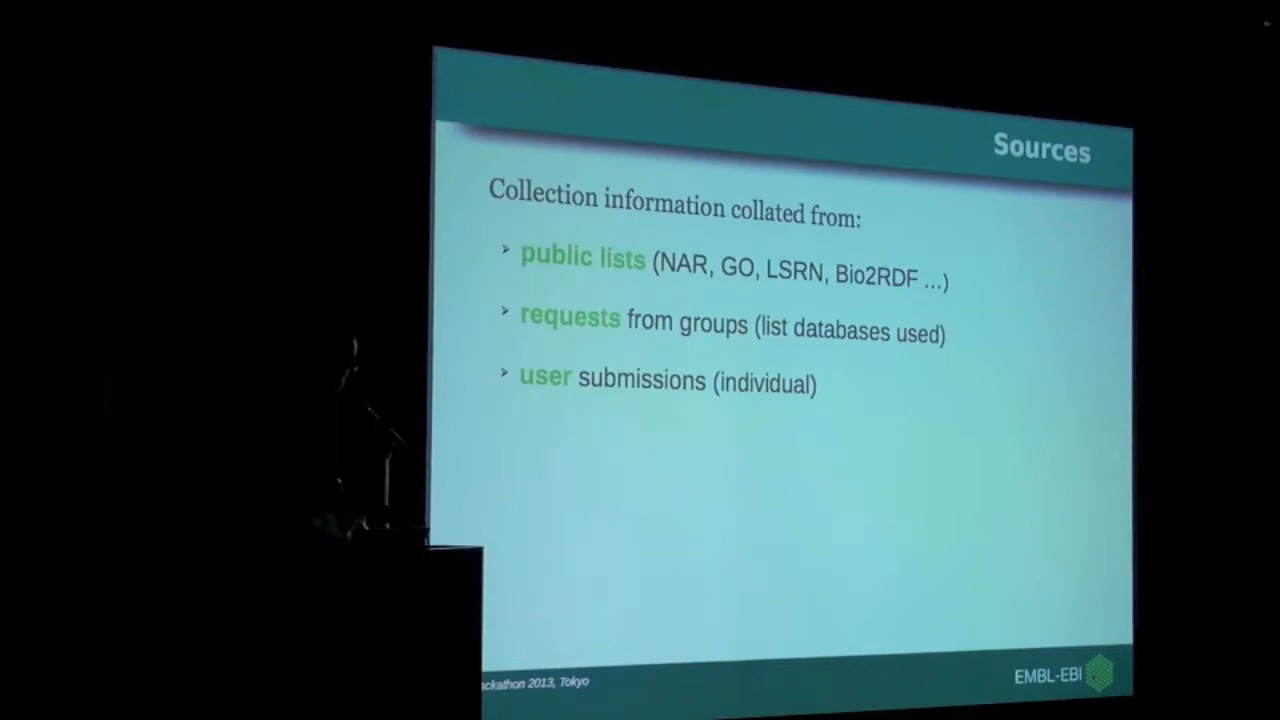 Sources
Collection information collated from:
public lists (NAR, GO, LSRN, Bio2RDF ...)
requests from groups (list databases used)
user submissions (individual)
ackathon 2013, Tokyo
EMBL-EBI